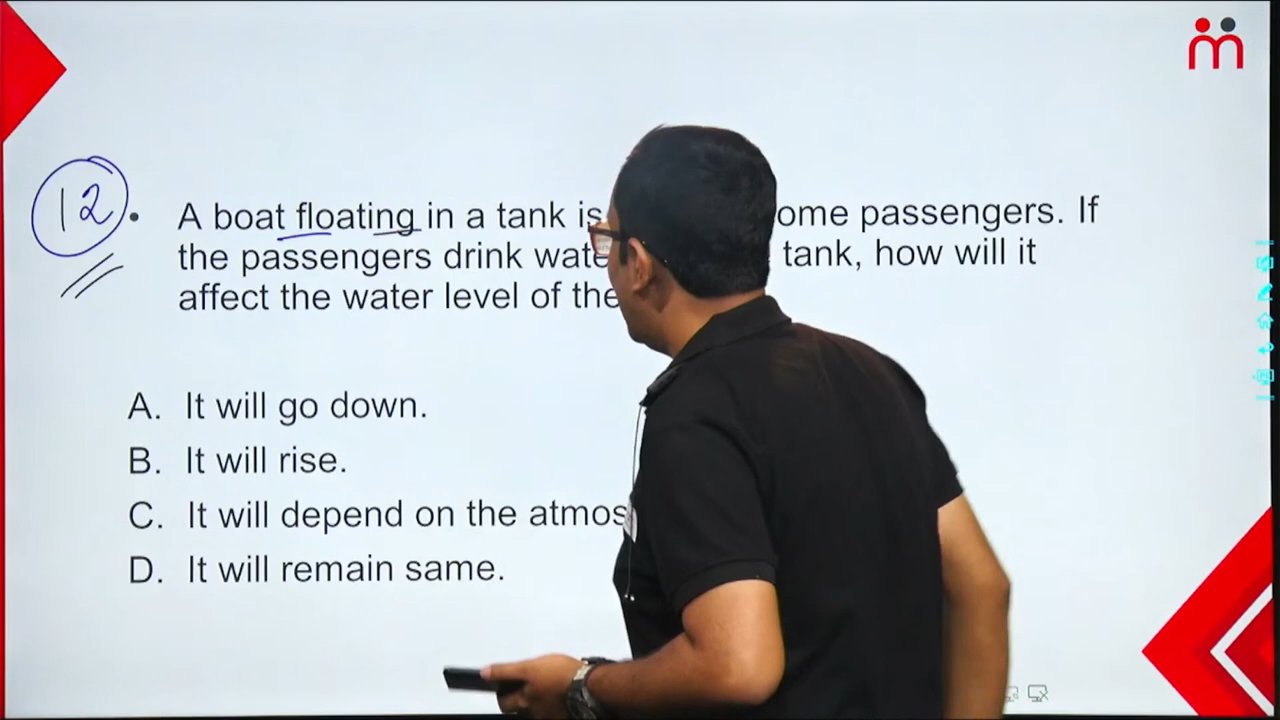 12.
A boat floating in a tank is ome passengers. If
the passengers drink wate tank, how will it
affect the water level of the
A. It will go down.
B. It will rise.
C. It will depend on the atmos
D. It will remain same.